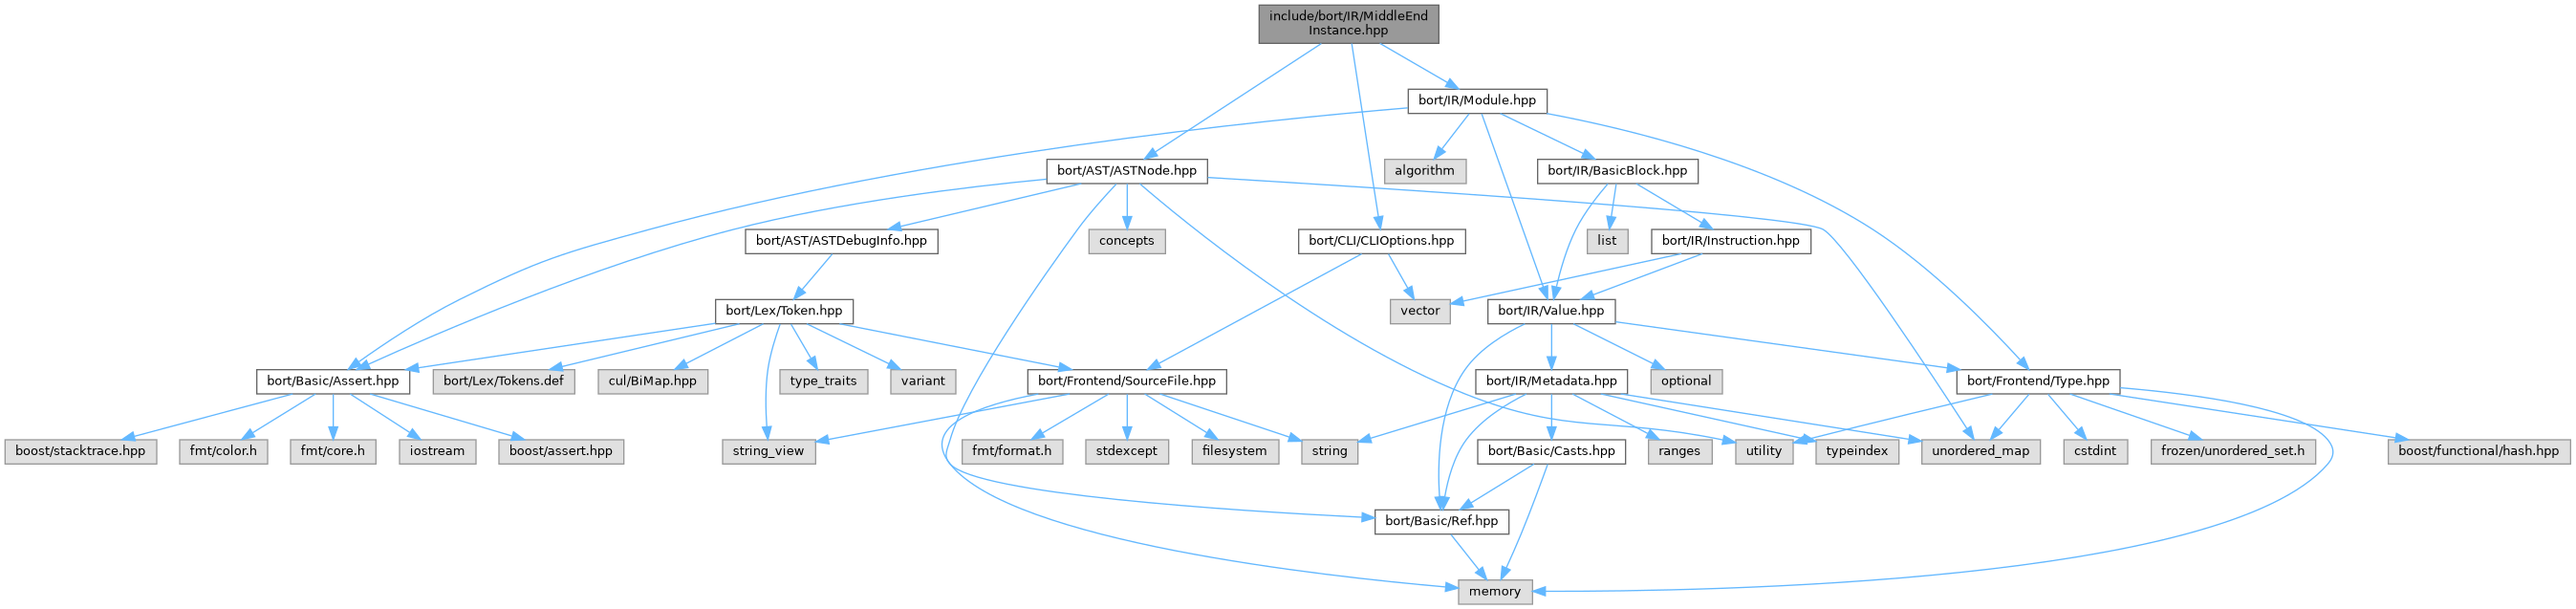 include/bort/IR/MiddleEnd
Instance.hpp
bort/IR/Module.hpp
bort/AST/ASTNode.hpp
algorithm
bort/IR/BasicBlock.hpp
bort/AST/ASTDebugInfo.hpp
concepts
bort/CLI/CLIOptions.hpp
list
bort/IR/Instruction.hpp
bort/Lex/Token.hpp
vector
bort/IR/Value.hpp
bort/Basic/Assert.hpp
bort/Lex/Tokens.def
cul/BiMap.hpp
type_traits
variant
bort/Frontend/SourceFile.hpp
bort/IR/Metadata.hpp
optional
bort/Frontend/Type.hpp
boost/stacktrace.hpp
fmt/color.h
fmt/core.h
iostream
boost/assert.hpp
string_view
fmt/format.h
stdexcept
filesystem
string
bort/Basic/Casts.hpp
ranges
utility
typeindex
unordered_map
cstdint
frozen/unordered_set.h
boost/functional/hash.hpp
bort/Basic/Ref.hpp
memory